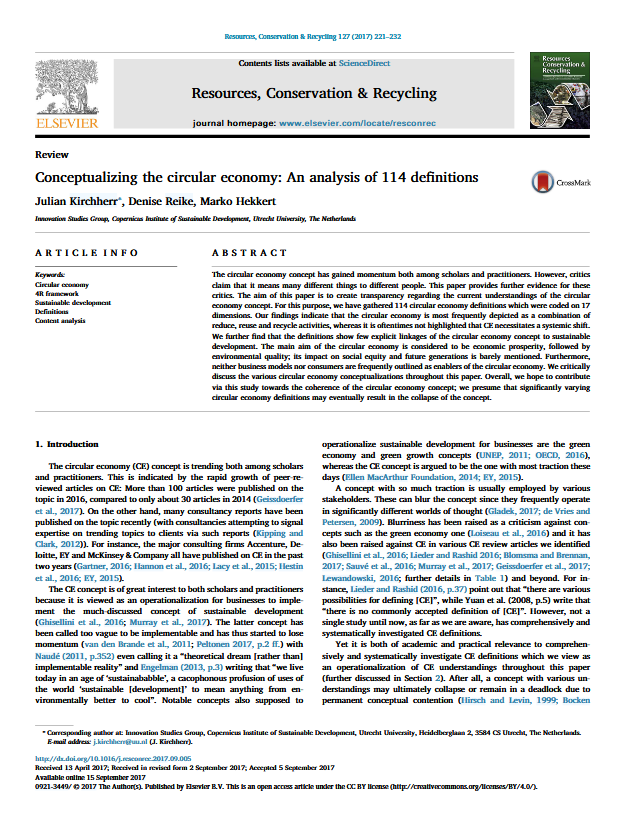 Resources, Conservation & Recycling 127 (2017) 221–232
Contents lists available at ScienceDirect
Resources, Conservation & Recycling
journal homepage: www.elsevier.com/locate/resconrec
ELSEVIER
Resources
Conservation &
Recycling
Review
Conceptualizing the circular economy: An analysis of 114 definitions
CrossMark
Julian Kirchherr*, Denise Reike, Marko Hekkert
Innovation Studies Group, Copernicus Institute of Sustainable Development, Utrecht University, The Netherlands
ARTICLE INFO
Keywords:
Circular economy
4R framework
Sustainable development
Definitions
Content analysis
ABSTRACT
The circular economy concept has gained momentum both among scholars and practitioners. However, critics
claim that it means many different things to different people. This paper provides further evidence for these
critics. The aim of this paper is to create transparency regarding the current understandings of the circular
economy concept. For this purpose, we have gathered 114 circular economy definitions which were coded on 17
dimensions. Our findings indicate that the circular economy is most frequently depicted as a combination of
reduce, reuse and recycle activities, whereas it is oftentimes not highlighted that CE necessitates a systemic shift.
We further find that the definitions show few explicit linkages of the circular economy concept to sustainable
development. The main aim of the circular economy is considered to be economic prosperity, followed by
environmental quality; its impact on social equity and future generations is barely mentioned. Furthermore,
neither business models nor consumers are frequently outlined as enablers of the circular economy. We critically
discuss the various circular economy conceptualizations throughout this paper. Overall, we hope to contribute
via this study towards the coherence of the circular economy concept; we presume that significantly varying
circular economy definitions may eventually result in the collapse of the concept.
1. Introduction
The circular economy (CE) concept is trending both among scholars
and practitioners. This is indicated by the rapid growth of peer-re-
viewed articles on CE: More than 100 articles were published on the
topic in 2016, compared to only about 30 articles in 2014 (Geissdoerfer
et al., 2017). On the other hand, many consultancy reports have been
published on the topic recently (with consultancies attempting to signal
expertise on trending topics to clients via such reports (Kipping and
Clark, 2012)). For instance, the major consulting firms Accenture, De-
loitte, EY and McKinsey & Company all have published on CE in the past
two years (Gartner, 2016; Hannon et al., 2016; Lacy et al., 2015; Hestin
et al., 2016; EY, 2015).
The CE concept is of great interest to both scholars and practitioners
because it is viewed as an operationalization for businesses to imple-
ment the much-discussed concept of sustainable development
(Ghisellini et al., 2016; Murray et al., 2017). The latter concept has
been called too vague to be implementable and has thus started to lose
momentum (van den Brande et al., 2011; Peltonen 2017, p.2 ff.) with
Naudé (2011, p.352) even calling it a “theoretical dream [rather than]
implementable reality” and Engelman (2013, p.3) writing that “we live
today in an age of ‘sustainababble’, a cacophonous profusion of uses of
the world ‘sustainable [development]’ to mean anything from en-
vironmentally better to cool”. Notable concepts also supposed to
operationalize sustainable development for businesses are the green
economy and green growth concepts (UNEP, 2011; OECD, 2016),
whereas the CE concept is argued to be the one with most traction these
days (Ellen MacArthur Foundation, 2014; EY, 2015).
A concept with so much traction is usually employed by various
stakeholders. These can blur the concept since they frequently operate
in significantly different worlds of thought (Gladek, 2017; de Vries and
Petersen, 2009). Blurriness has been raised as a criticism against con-
cepts such as the green economy one (Loiseau et al., 2016) and it has
also been raised against CE in various CE review articles we identified
(Ghisellini et al., 2016; Lieder and Rashid 2016; Blomsma and Brennan,
2017; Sauvé et al., 2016; Murray et al., 2017; Geissdoerfer et al., 2017;
Lewandowski, 2016; further details in Table 1) and beyond. For in-
stance, Lieder and Rashid (2016, p.37) point out that “there are various
possibilities for defining [CE]”, while Yuan et al. (2008, p.5) write that
“there is no commonly accepted definition of [CE]”. However, not a
single study until now, as far as we are aware, has comprehensively and
systematically investigated CE definitions.
Yet it is both of academic and practical relevance to comprehen-
sively and systematically investigate CE definitions which we view as
an operationalization of CE understandings throughout this paper
(further discussed in Section 2). After all, a concept with various un-
derstandings may ultimately collapse or remain in a deadlock due to
permanent conceptual contention (Hirsch and Levin, 1999; Bocken
* Corresponding author at: Innovation Studies Group, Copernicus Institute of Sustainable Development, Utrecht University, Heidelberglaan 2, 3584 CS Utrecht, The Netherlands.
E-mail address: j.kirchherr@uu.nl (J. Kirchherr).
http://dx.doi.org/10.1016/j.resconrec.2017.09.005
Received 13 April 2017; Received in revised form 2 September 2017; Accepted 5 September 2017
Available online 15 September 2017
0921-3449/ © 2017 The Author(s). Published by Elsevier B.V. This is an open access article under the CC BY license (http://creativecommons.org/licenses/BY/4.0/).